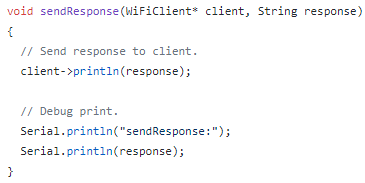 void sendResponse(WiFiClient* client, String response)
{
  // Send response to client.
  client->println(response);

  // Debug print.
  Serial.println("sendResponse:");
  Serial.println(response);
}